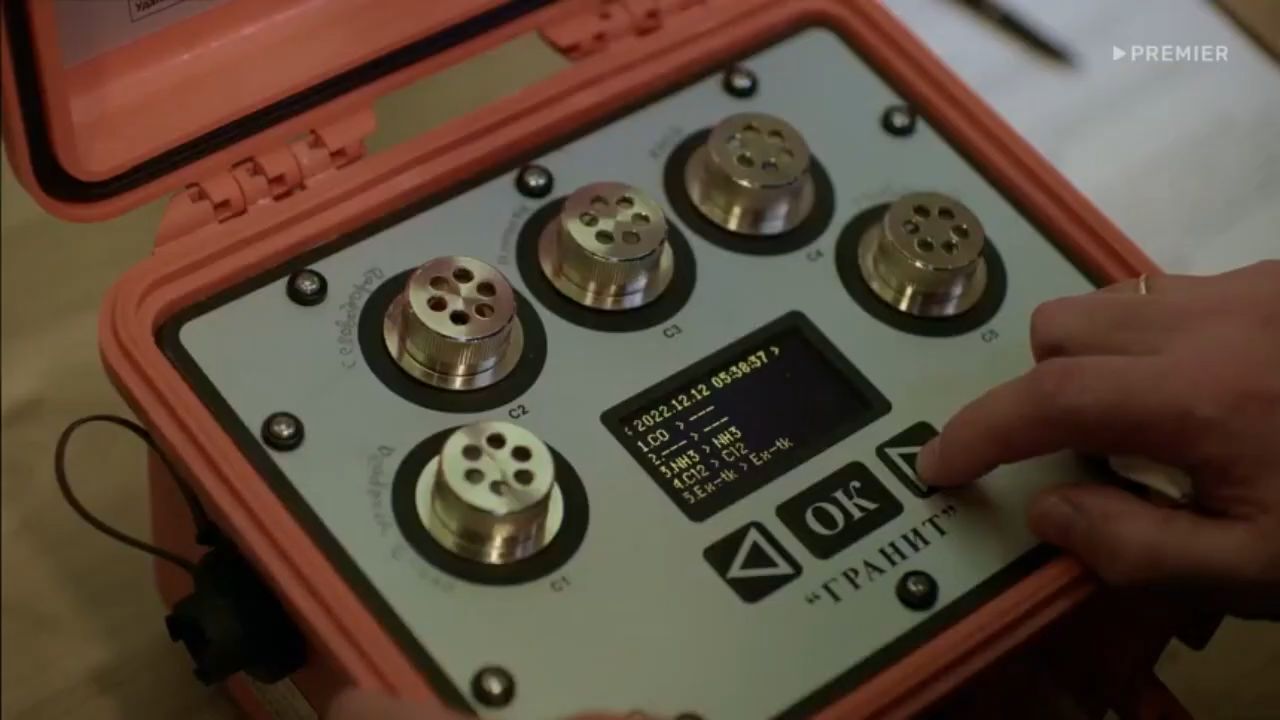 PREMIER
C4
C3
C5
C2
C1
‹ 2022.12.12 05:38:37 ›
1.CO > ----
2.---- > ----
3.NH3 > NH3
4.Cl2 > Cl2
5.Ex-tk > Ex-tk
OK
“ГРАНИТ”